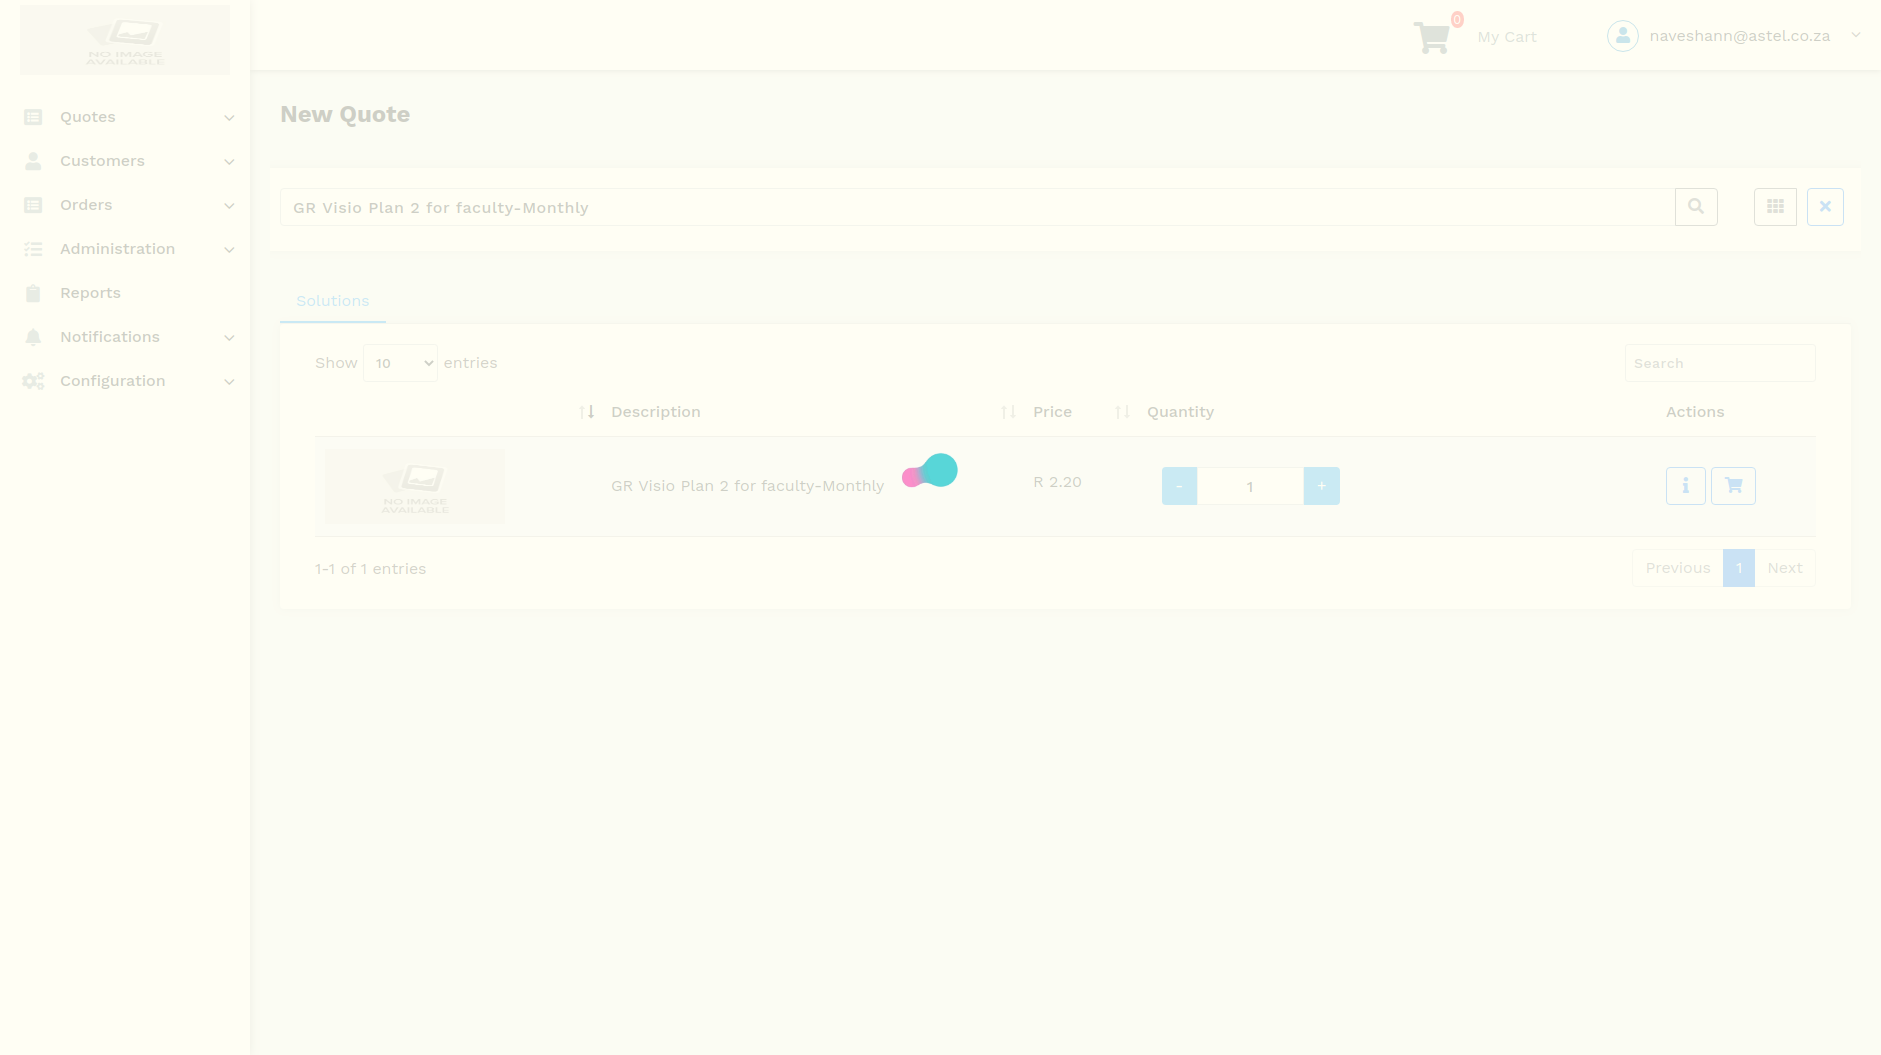 NO IMAGE
AVAILABLE
0
My Cart
naveshann@astel.co.za
Quotes
Customers
Orders
Administration
Reports
Notifications
Configuration
New Quote
GR Visio Plan 2 for faculty-Monthly
Solutions
Show 10 entries
Search
Description Price Quantity Actions
NO IMAGE
AVAILABLE
GR Visio Plan 2 for faculty-Monthly R 2.20 - 1 +
1-1 of 1 entries
Previous 1 Next